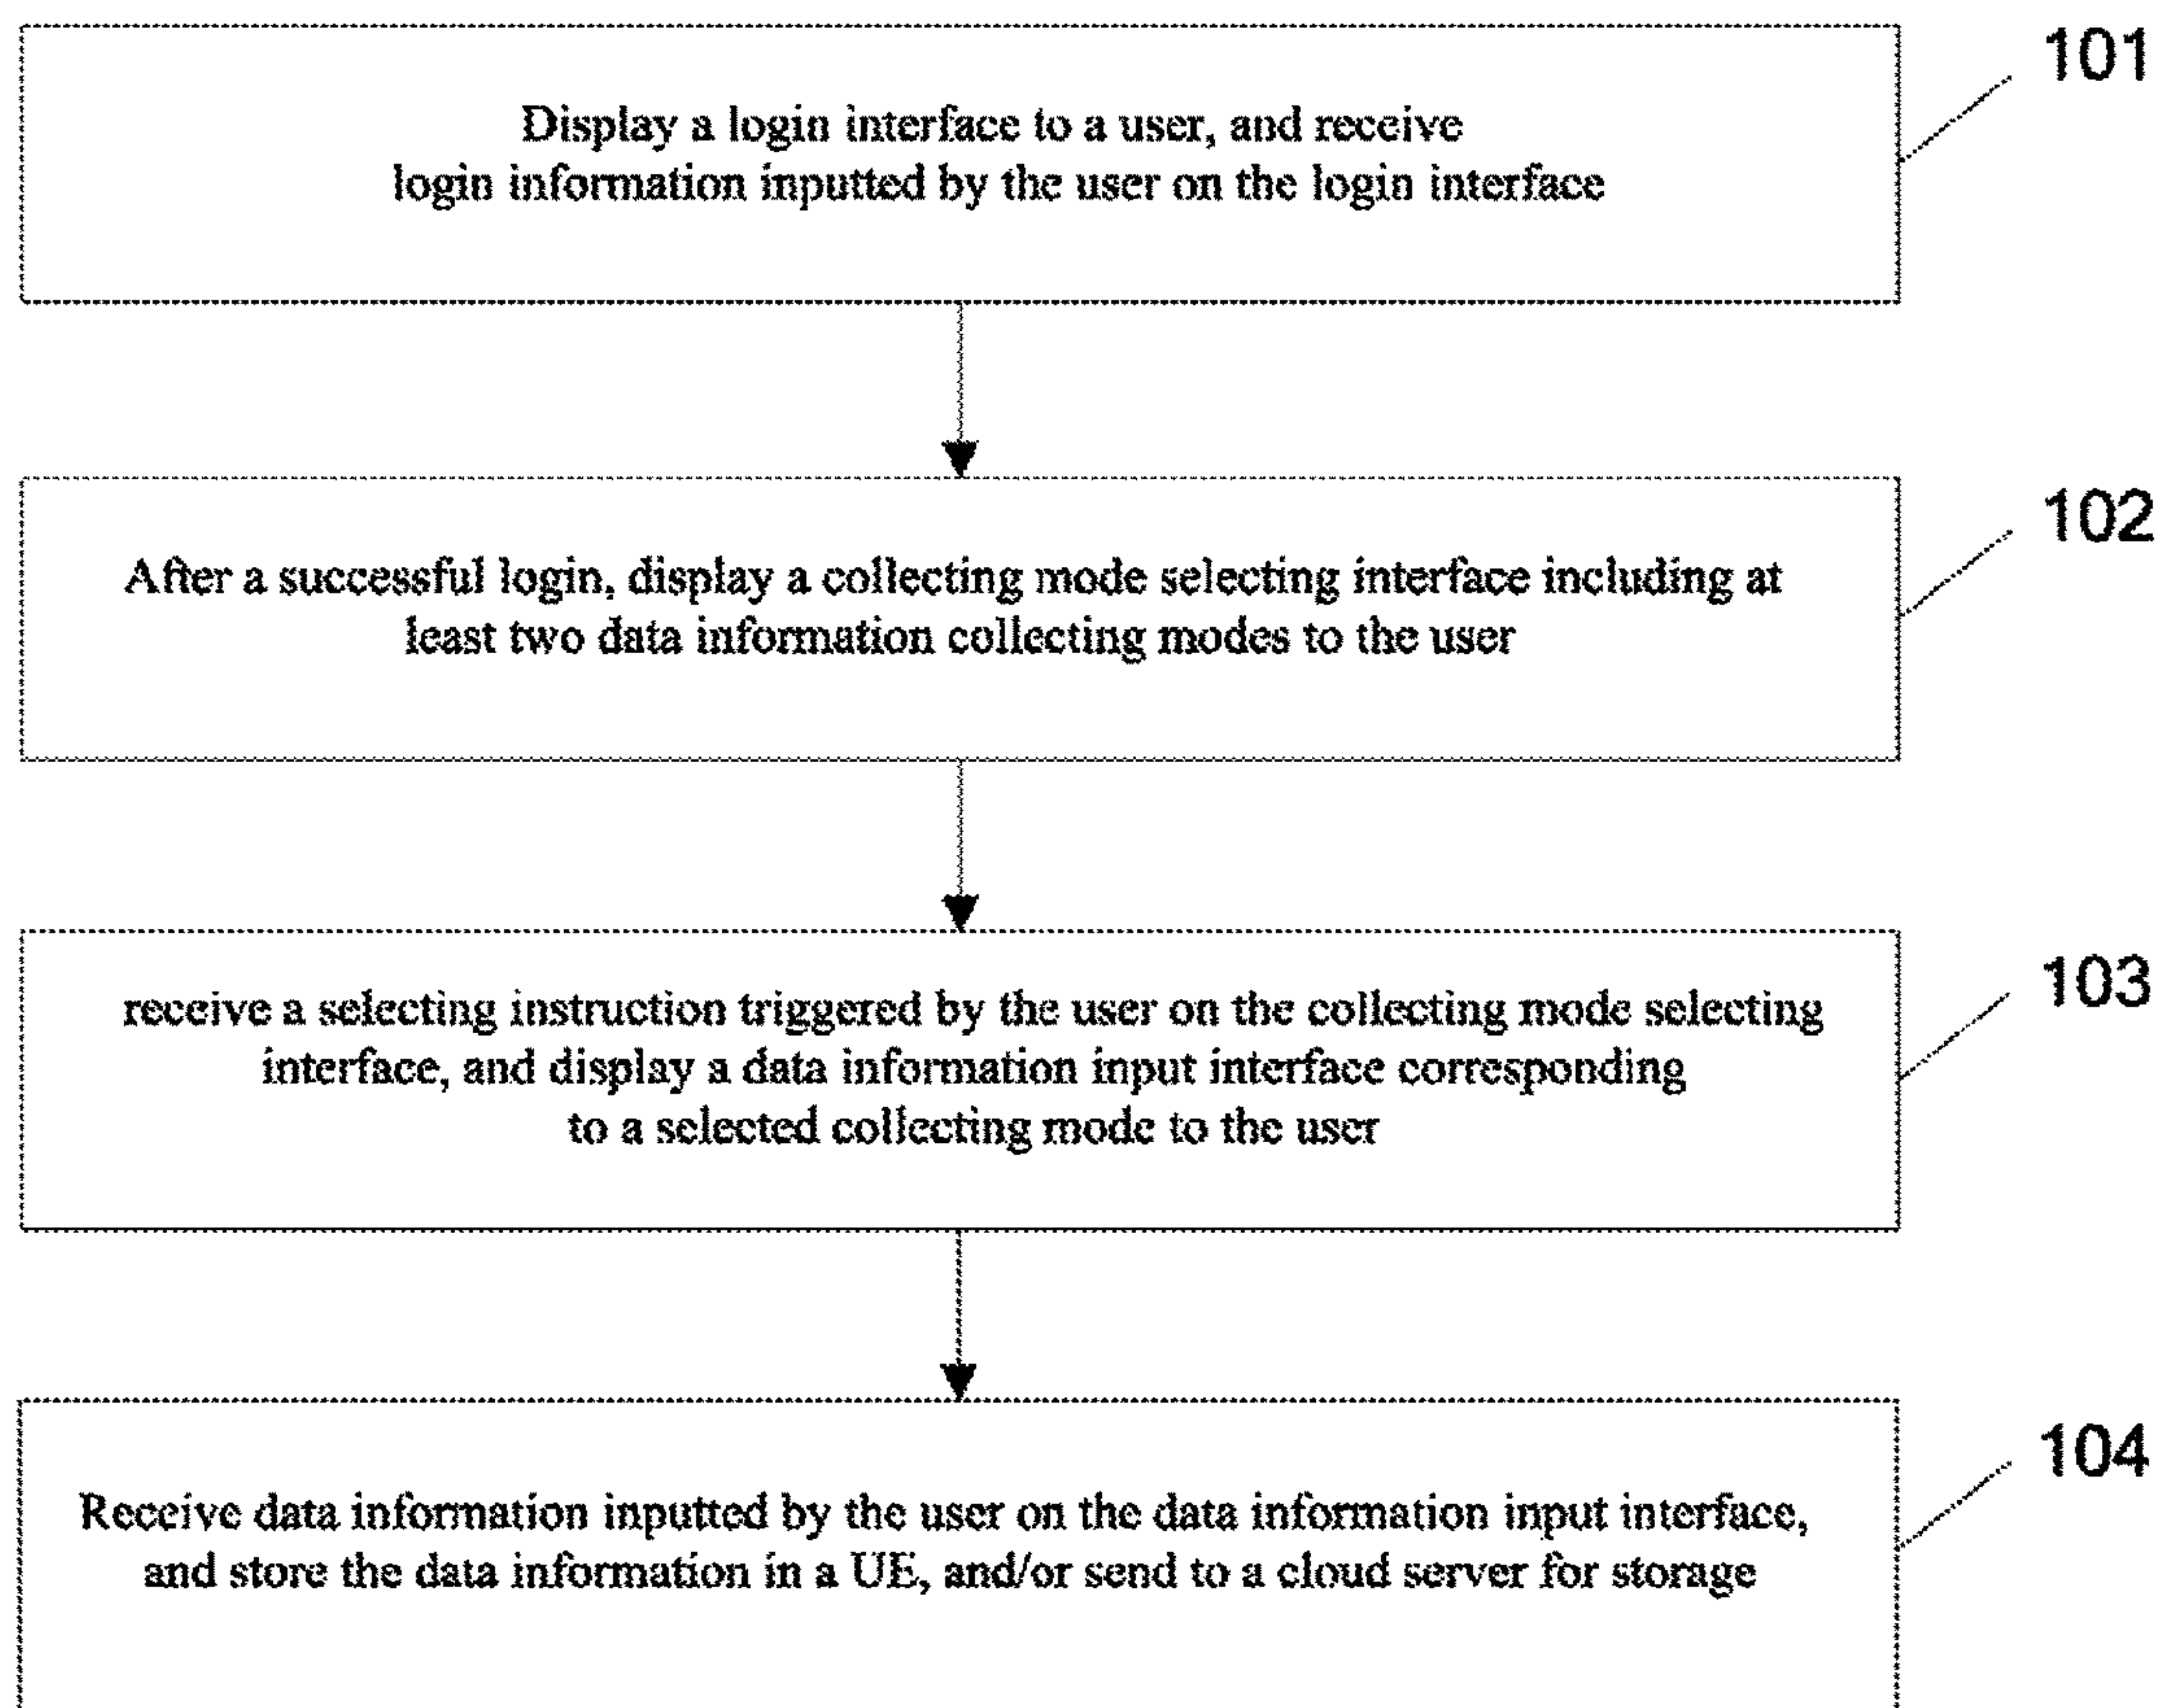 101
Display a login interface to a user, and receive
login information inputted by the user on the login interface
102
After a successful login, display a collecting mode selecting interface including at
least two data information collecting modes to the user
103
receive a selecting instruction triggered by the user on the collecting mode selecting
interface, and display a data information input interface corresponding
to a selected collecting mode to the user
104
Receive data information inputted by the user on the data information input interface,
and store the data information in a UE, and/or send to a cloud server for storage